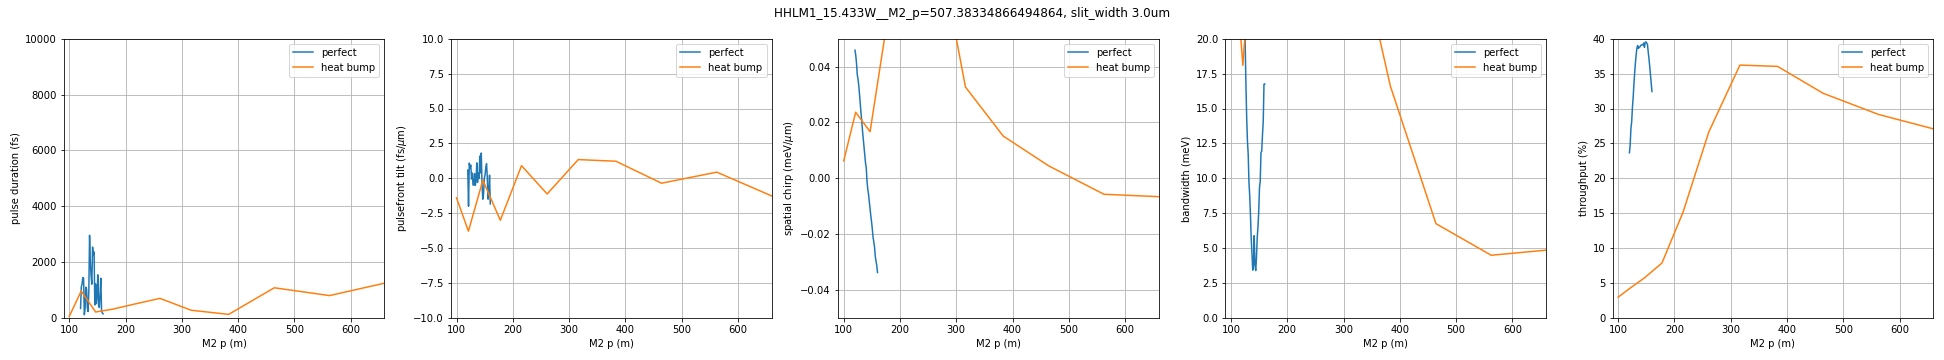 HHLM1_15.433W__M2_p=507.38334866494864, slit_width 3.0um
pulse duration (fs)
10000
8000
6000
4000
2000
0
perfect
heat bump
100 200 300 400 500 600
M2 p (m)
pulsefront tilt (fs/μm)
10.0
7.5
5.0
2.5
0.0
−2.5
−5.0
−7.5
−10.0
perfect
heat bump
100 200 300 400 500 600
M2 p (m)
spatial chirp (meV/μm)
0.04
0.02
0.00
−0.02
−0.04
perfect
heat bump
100 200 300 400 500 600
M2 p (m)
bandwidth (meV)
20.0
17.5
15.0
12.5
10.0
7.5
5.0
2.5
0.0
perfect
heat bump
100 200 300 400 500 600
M2 p (m)
throughput (%)
40
35
30
25
20
15
10
5
0
perfect
heat bump
100 200 300 400 500 600
M2 p (m)